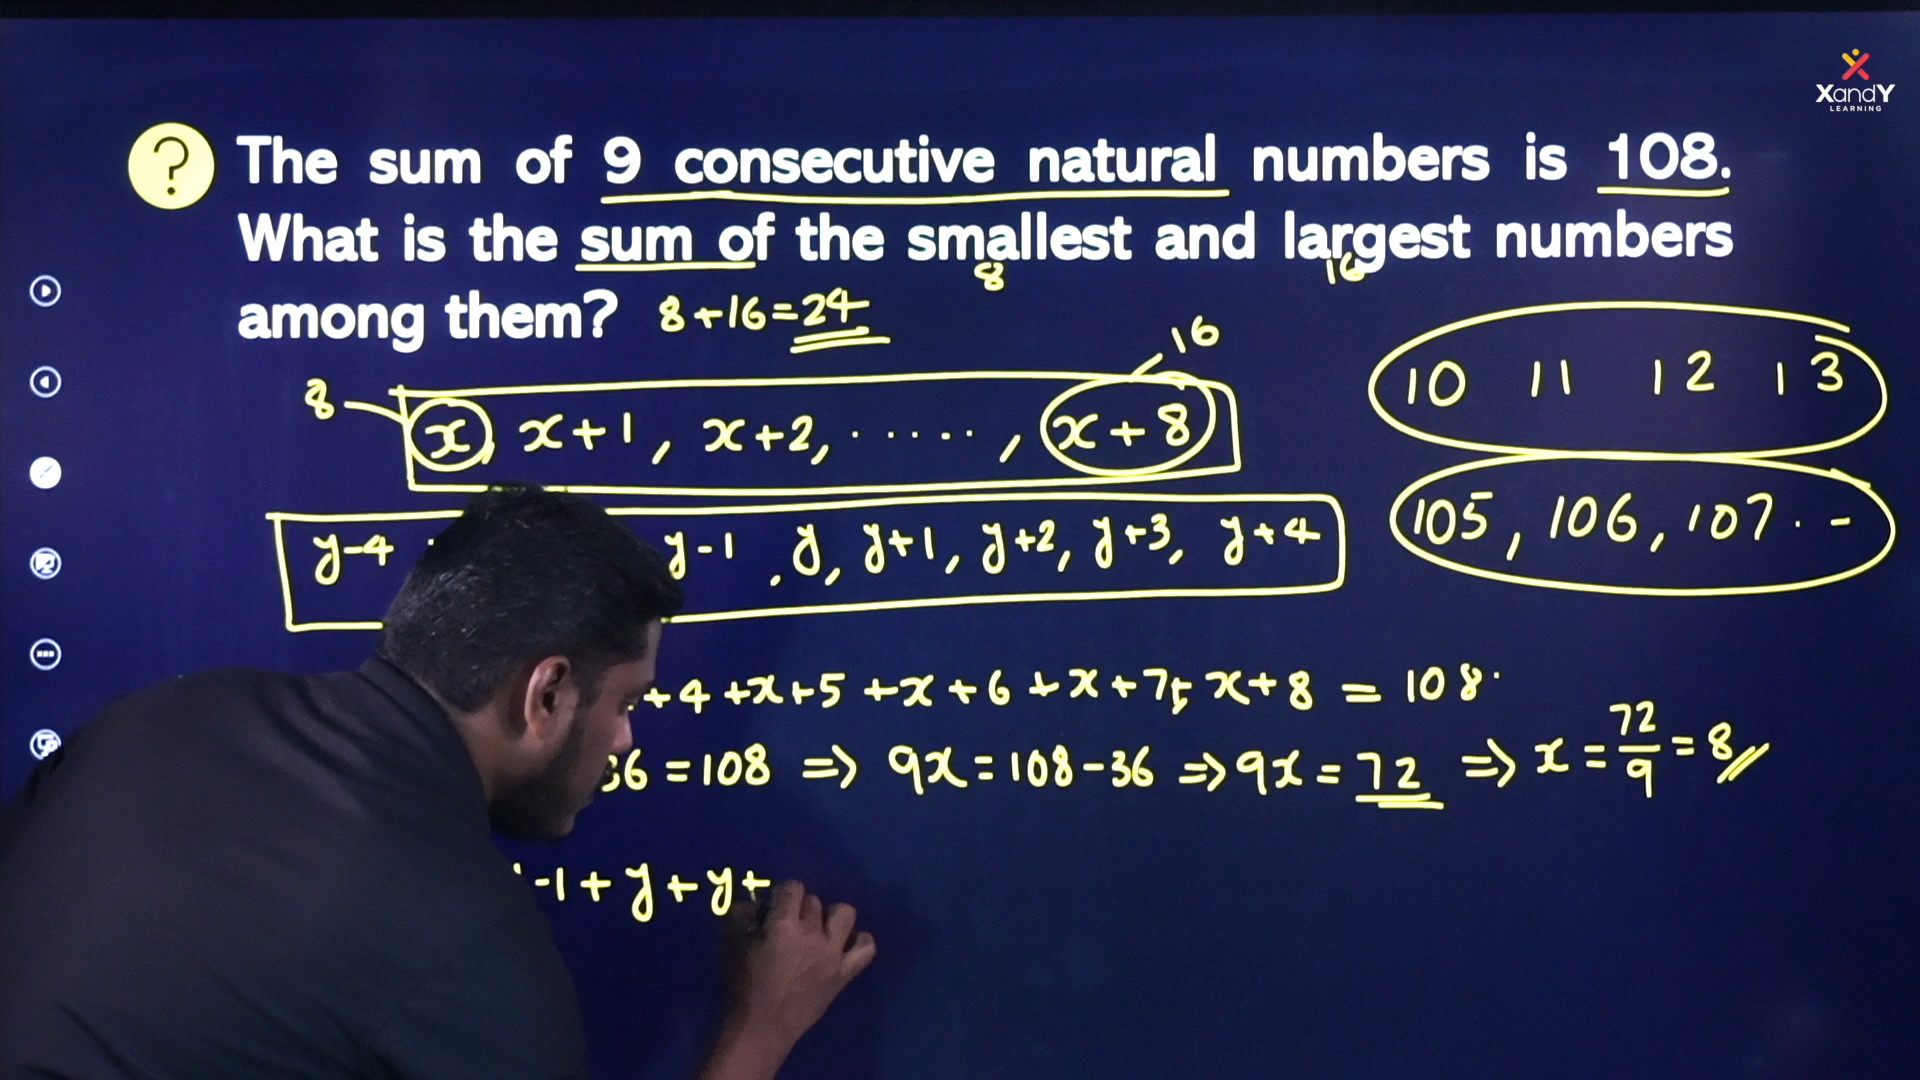 XandY
LEARNING
?
The sum of 9 consecutive natural numbers is 108.
What is the sum of the smallest and largest numbers
8 16
among them? 8+16=24
16
8
x, x+1, x+2, ....., x+8
10 11 12 13
y-4 y-1, y, y+1, y+2, y+3, y+4
105, 106, 107. -
+4 +x+5 +x+6 +x+7+ x+8 = 108.
36 = 108 => 9x = 108-36 => 9x = 72 => x = 72/9 = 8
-1 + y + y +